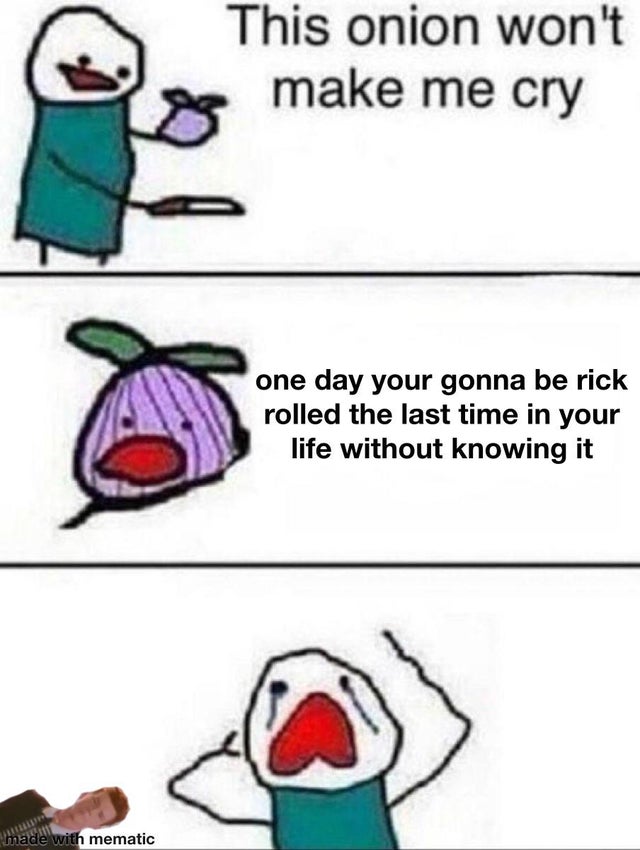 This onion won't
make me cry
one day your gonna be rick
rolled the last time in your
life without knowing it
made with mematic